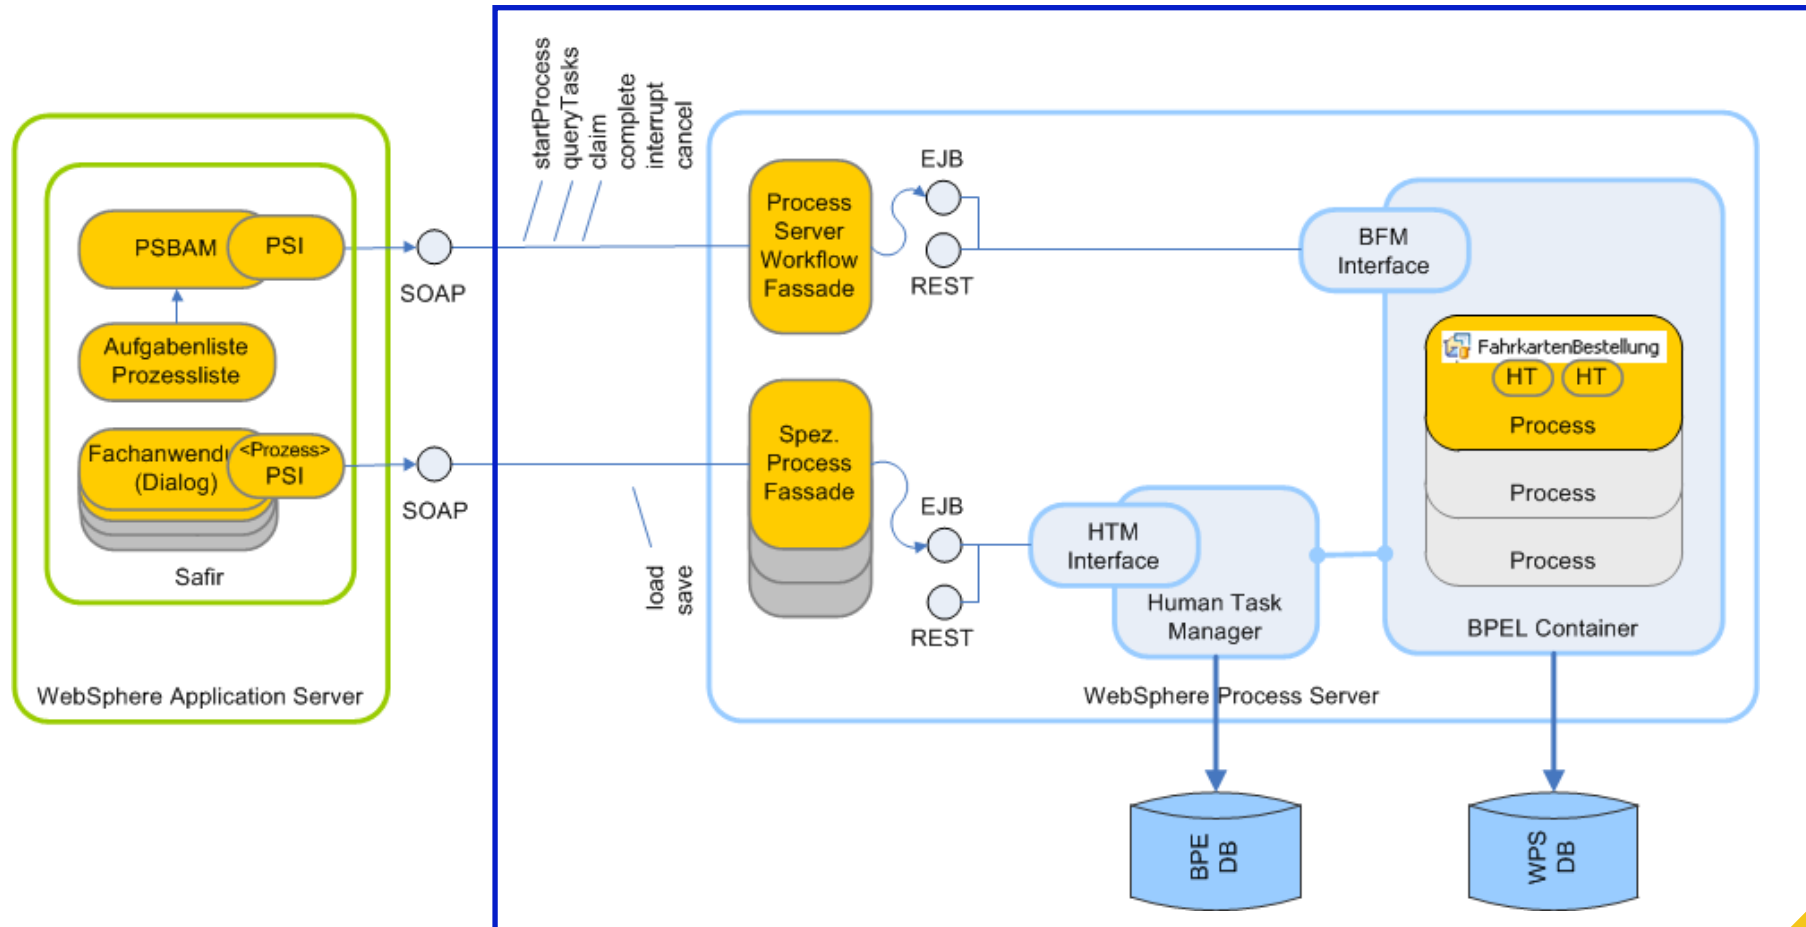 startProcess
queryTasks
claim
complete
interrupt
cancel
PSBAM
PSI
SOAP
Aufgabenliste
Prozessliste
Fachanwend
(Dialog)
<Prozess>
PSI
SOAP
Safir
WebSphere Application Server
load
save
Process
Server
Workflow
Fassade
EJB
REST
Spez.
Process
Fassade
EJB
REST
BFM
Interface
FahrkartenBestellung
HT HT
Process
Process
Process
BPEL Container
HTM
Interface
Human Task
Manager
WebSphere Process Server
BPE
DB
WPS
DB